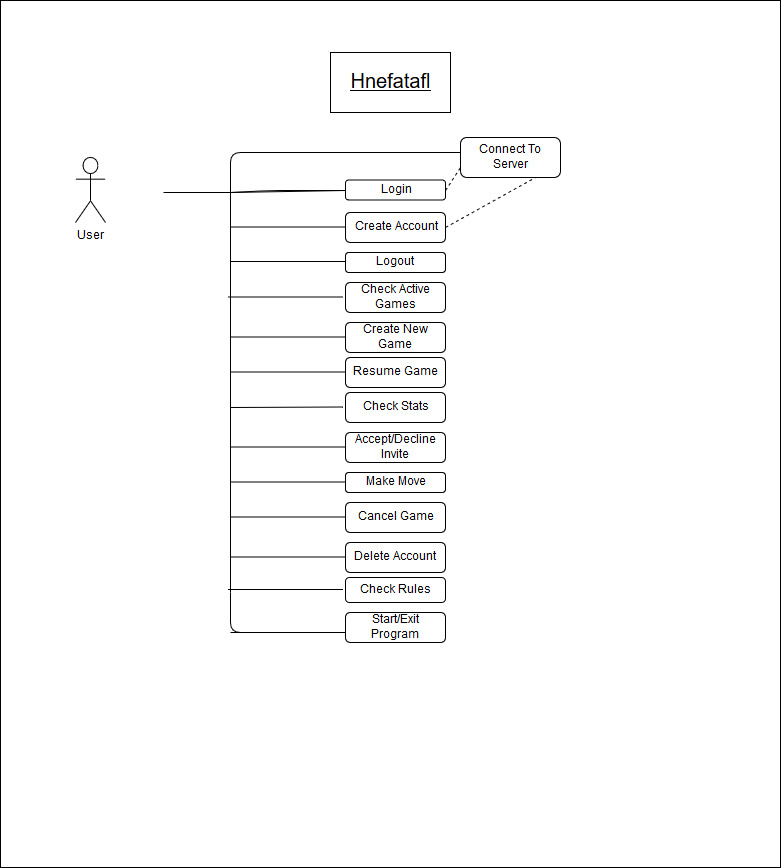 Hnefatafl
Connect To
Server
Login
User
Create Account
Logout
Check Active
Games
Create New
Game
Resume Game
Check Stats
Accept/Decline
Invite
Make Move
Cancel Game
Delete Account
Check Rules
Start/Exit
Program